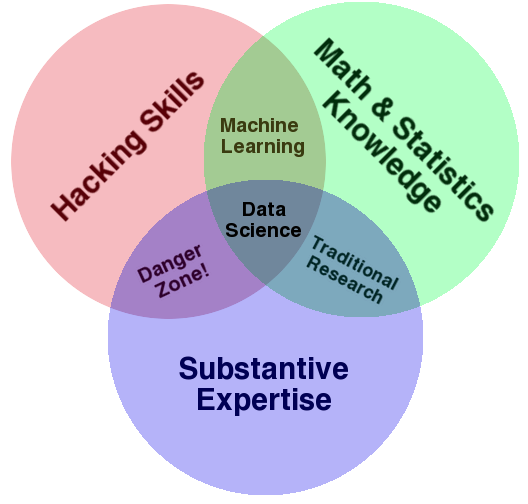 Hacking Skills
Math & Statistics
Knowledge
Machine
Learning
Data
Science
Danger
Zone!
Traditional
Research
Substantive
Expertise